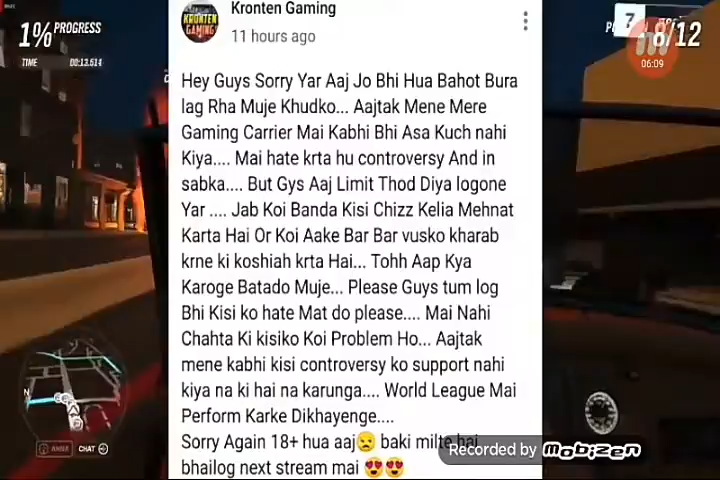 Kronten Gaming
11 hours ago
1% PROGRESS
TIME 00:13.614
7
8/12
06:09
Hey Guys Sorry Yar Aaj Jo Bhi Hua Bahot Bura
lag Rha Muje Khudko... Aajtak Mene Mere
Gaming Carrier Mai Kabhi Bhi Asa Kuch nahi
Kiya.... Mai hate krta hu controversy And in
sabka.... But Gys Aaj Limit Thod Diya logone
Yar .... Jab Koi Banda Kisi Chizz Kelia Mehnat
Karta Hai Or Koi Aake Bar Bar vusko kharab
krne ki koshiah krta Hai... Tohh Aap Kya
Karoge Batado Muje... Please Guys tum log
Bhi Kisi ko hate Mat do please.... Mai Nahi
Chahta Ki kisiko Koi Problem Ho... Aajtak
mene kabhi kisi controversy ko support nahi
kiya na ki hai na karunga.... World League Mai
Perform Karke Dikhayenge....
Sorry Again 18+ hua aaj😒 baki milte hai
bhailog next stream mai 😍😍
N
CHAT
Recorded by mobizen